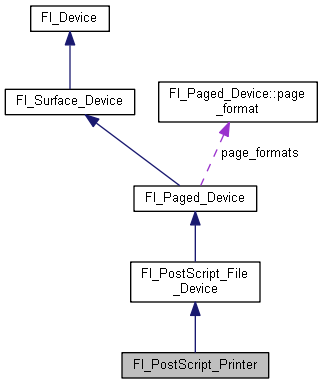 Fl_Device
Fl_Surface_Device
Fl_Paged_Device::page
_format
page_formats
Fl_Paged_Device
Fl_PostScript_File
_Device
Fl_PostScript_Printer